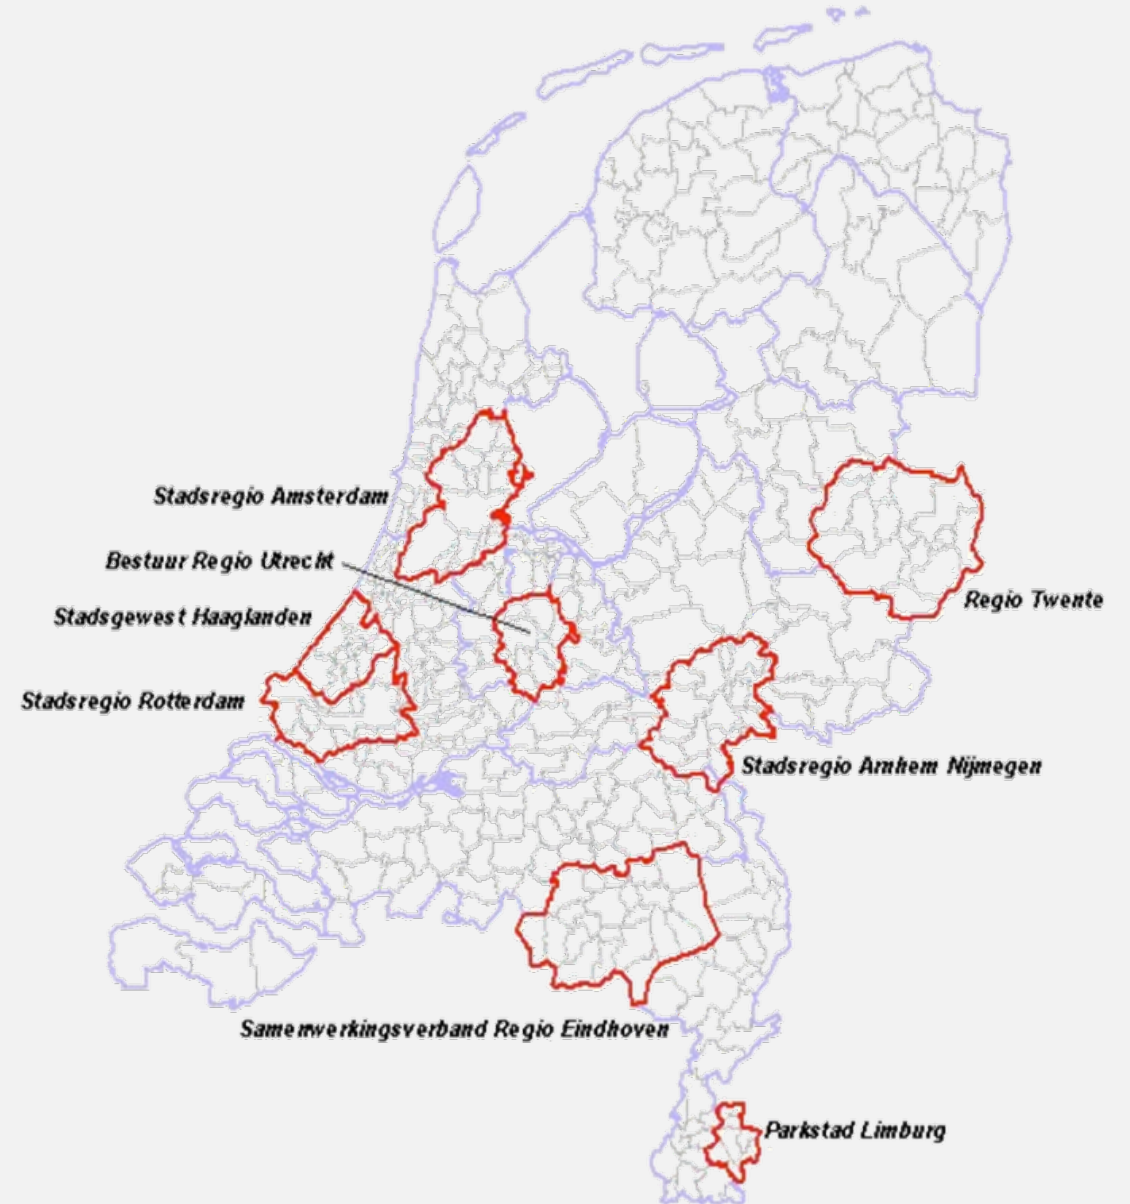 Stadsregio Amsterdam
Bestuur Regio Utrecht
Stadsgewest Haaglanden
Regio Twente
Stadsregio Rotterdam
Stadsregio Arnhem Nijmegen
Samenwerkingsverband Regio Eindhoven
Parkstad Limburg